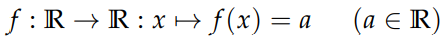 f : ℝ → ℝ : x ↦ f(x) = a (a ∈ ℝ)